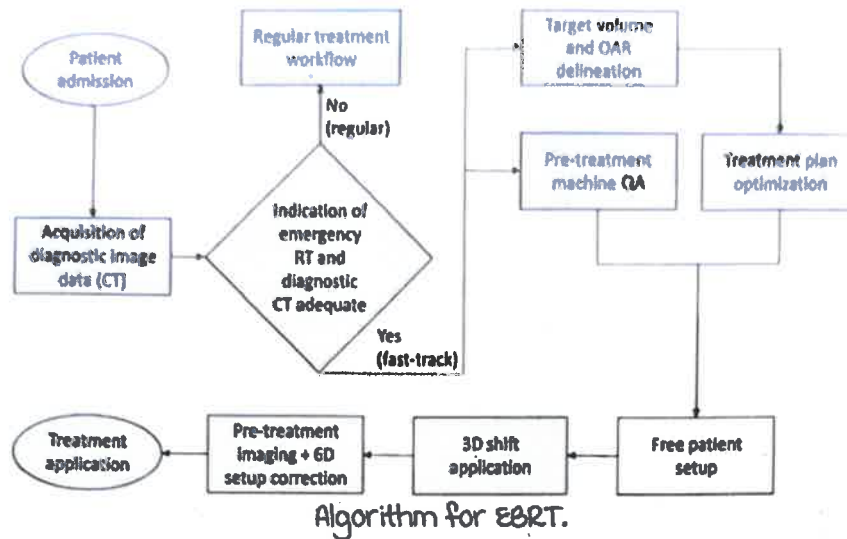 Patient
admission
Acquisition of
diagnostic image
data (CT)
Regular treatment
workflow
No
(regular)
Indication of
emergency
RT and
diagnostic
CT adequate
Yes
(fast-track)
Target volume
and OAR
delineation
Pre-treatment
machine QA
Treatment plan
optimization
Free patient
setup
3D shift
application
Pre-treatment
imaging + 6D
setup correction
Treatment
application
Algorithm for EBRT.